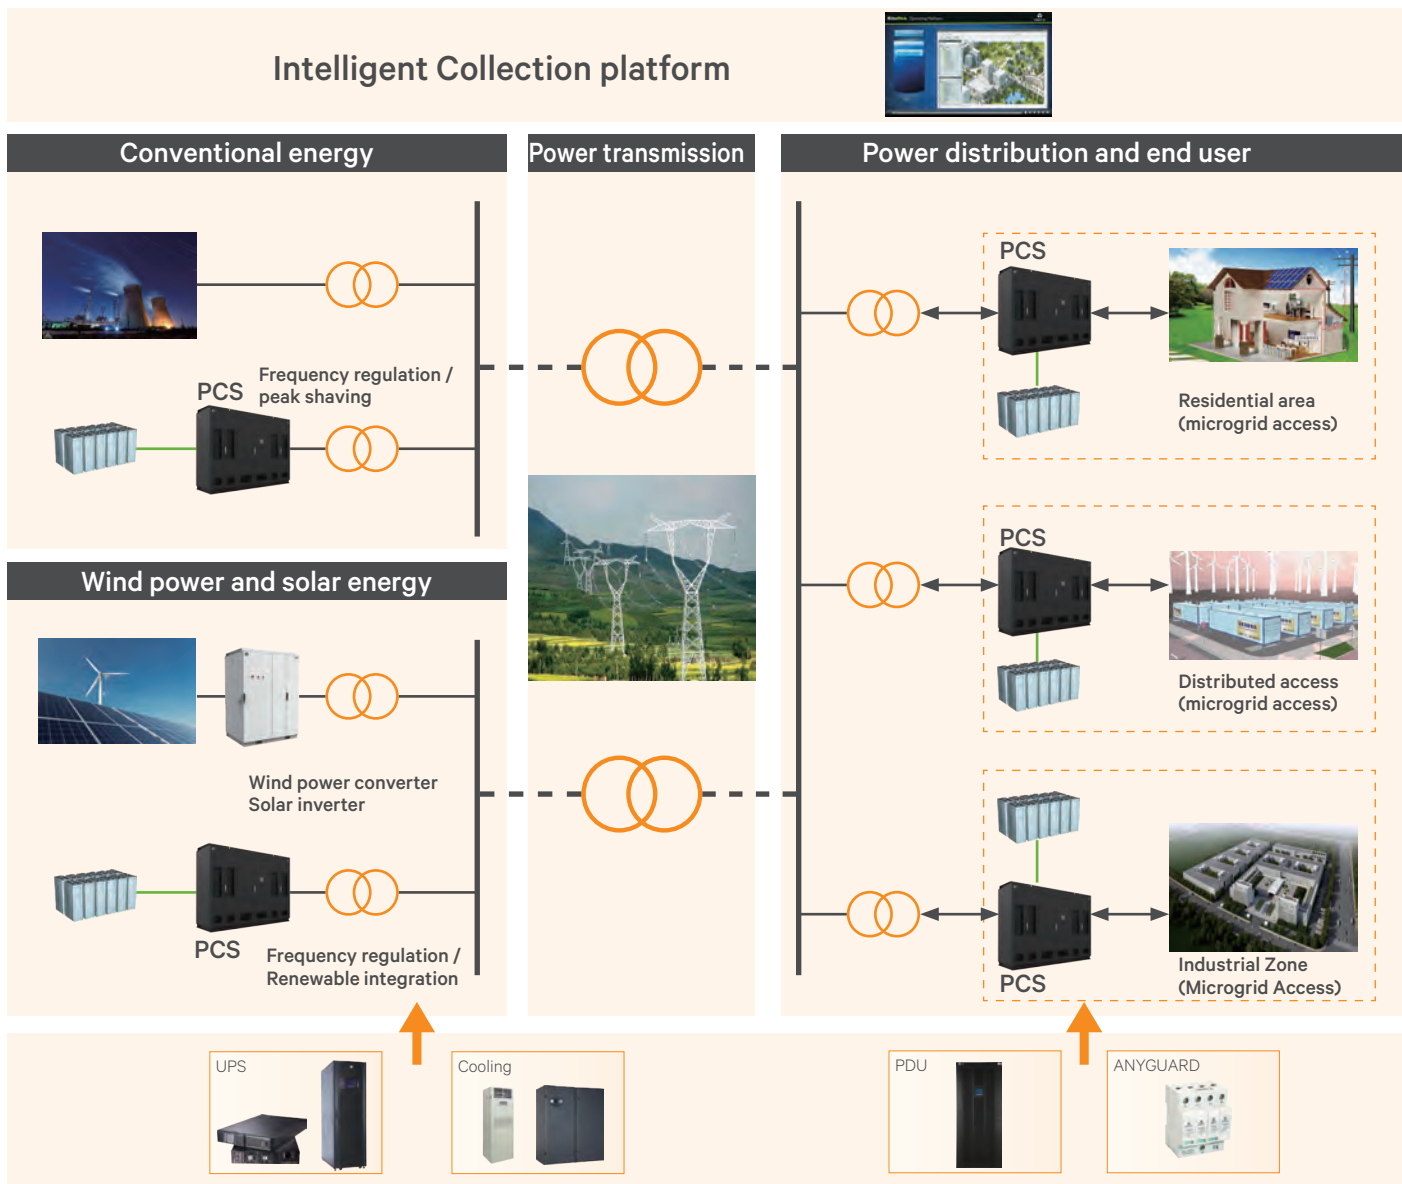 Intelligent Collection platform
Conventional energy
PCS
Frequency regulation /
peak shaving
Wind power and solar energy
Wind power converter
Solar inverter
PCS
Frequency regulation /
Renewable integration
Power transmission
Power distribution and end user
PCS
Residential area
(microgrid access)
PCS
Distributed access
(microgrid access)
PCS
Industrial Zone
(Microgrid Access)
UPS
Cooling
PDU
ANYGUARD